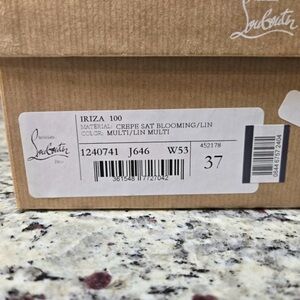 Louboutin
IRIZA 100
MATERIAL: CREPE SAT BLOOMING/LIN
COLOR: MULTI/LIN MULTI
Louboutin
1240741 J646 W53
452178
37